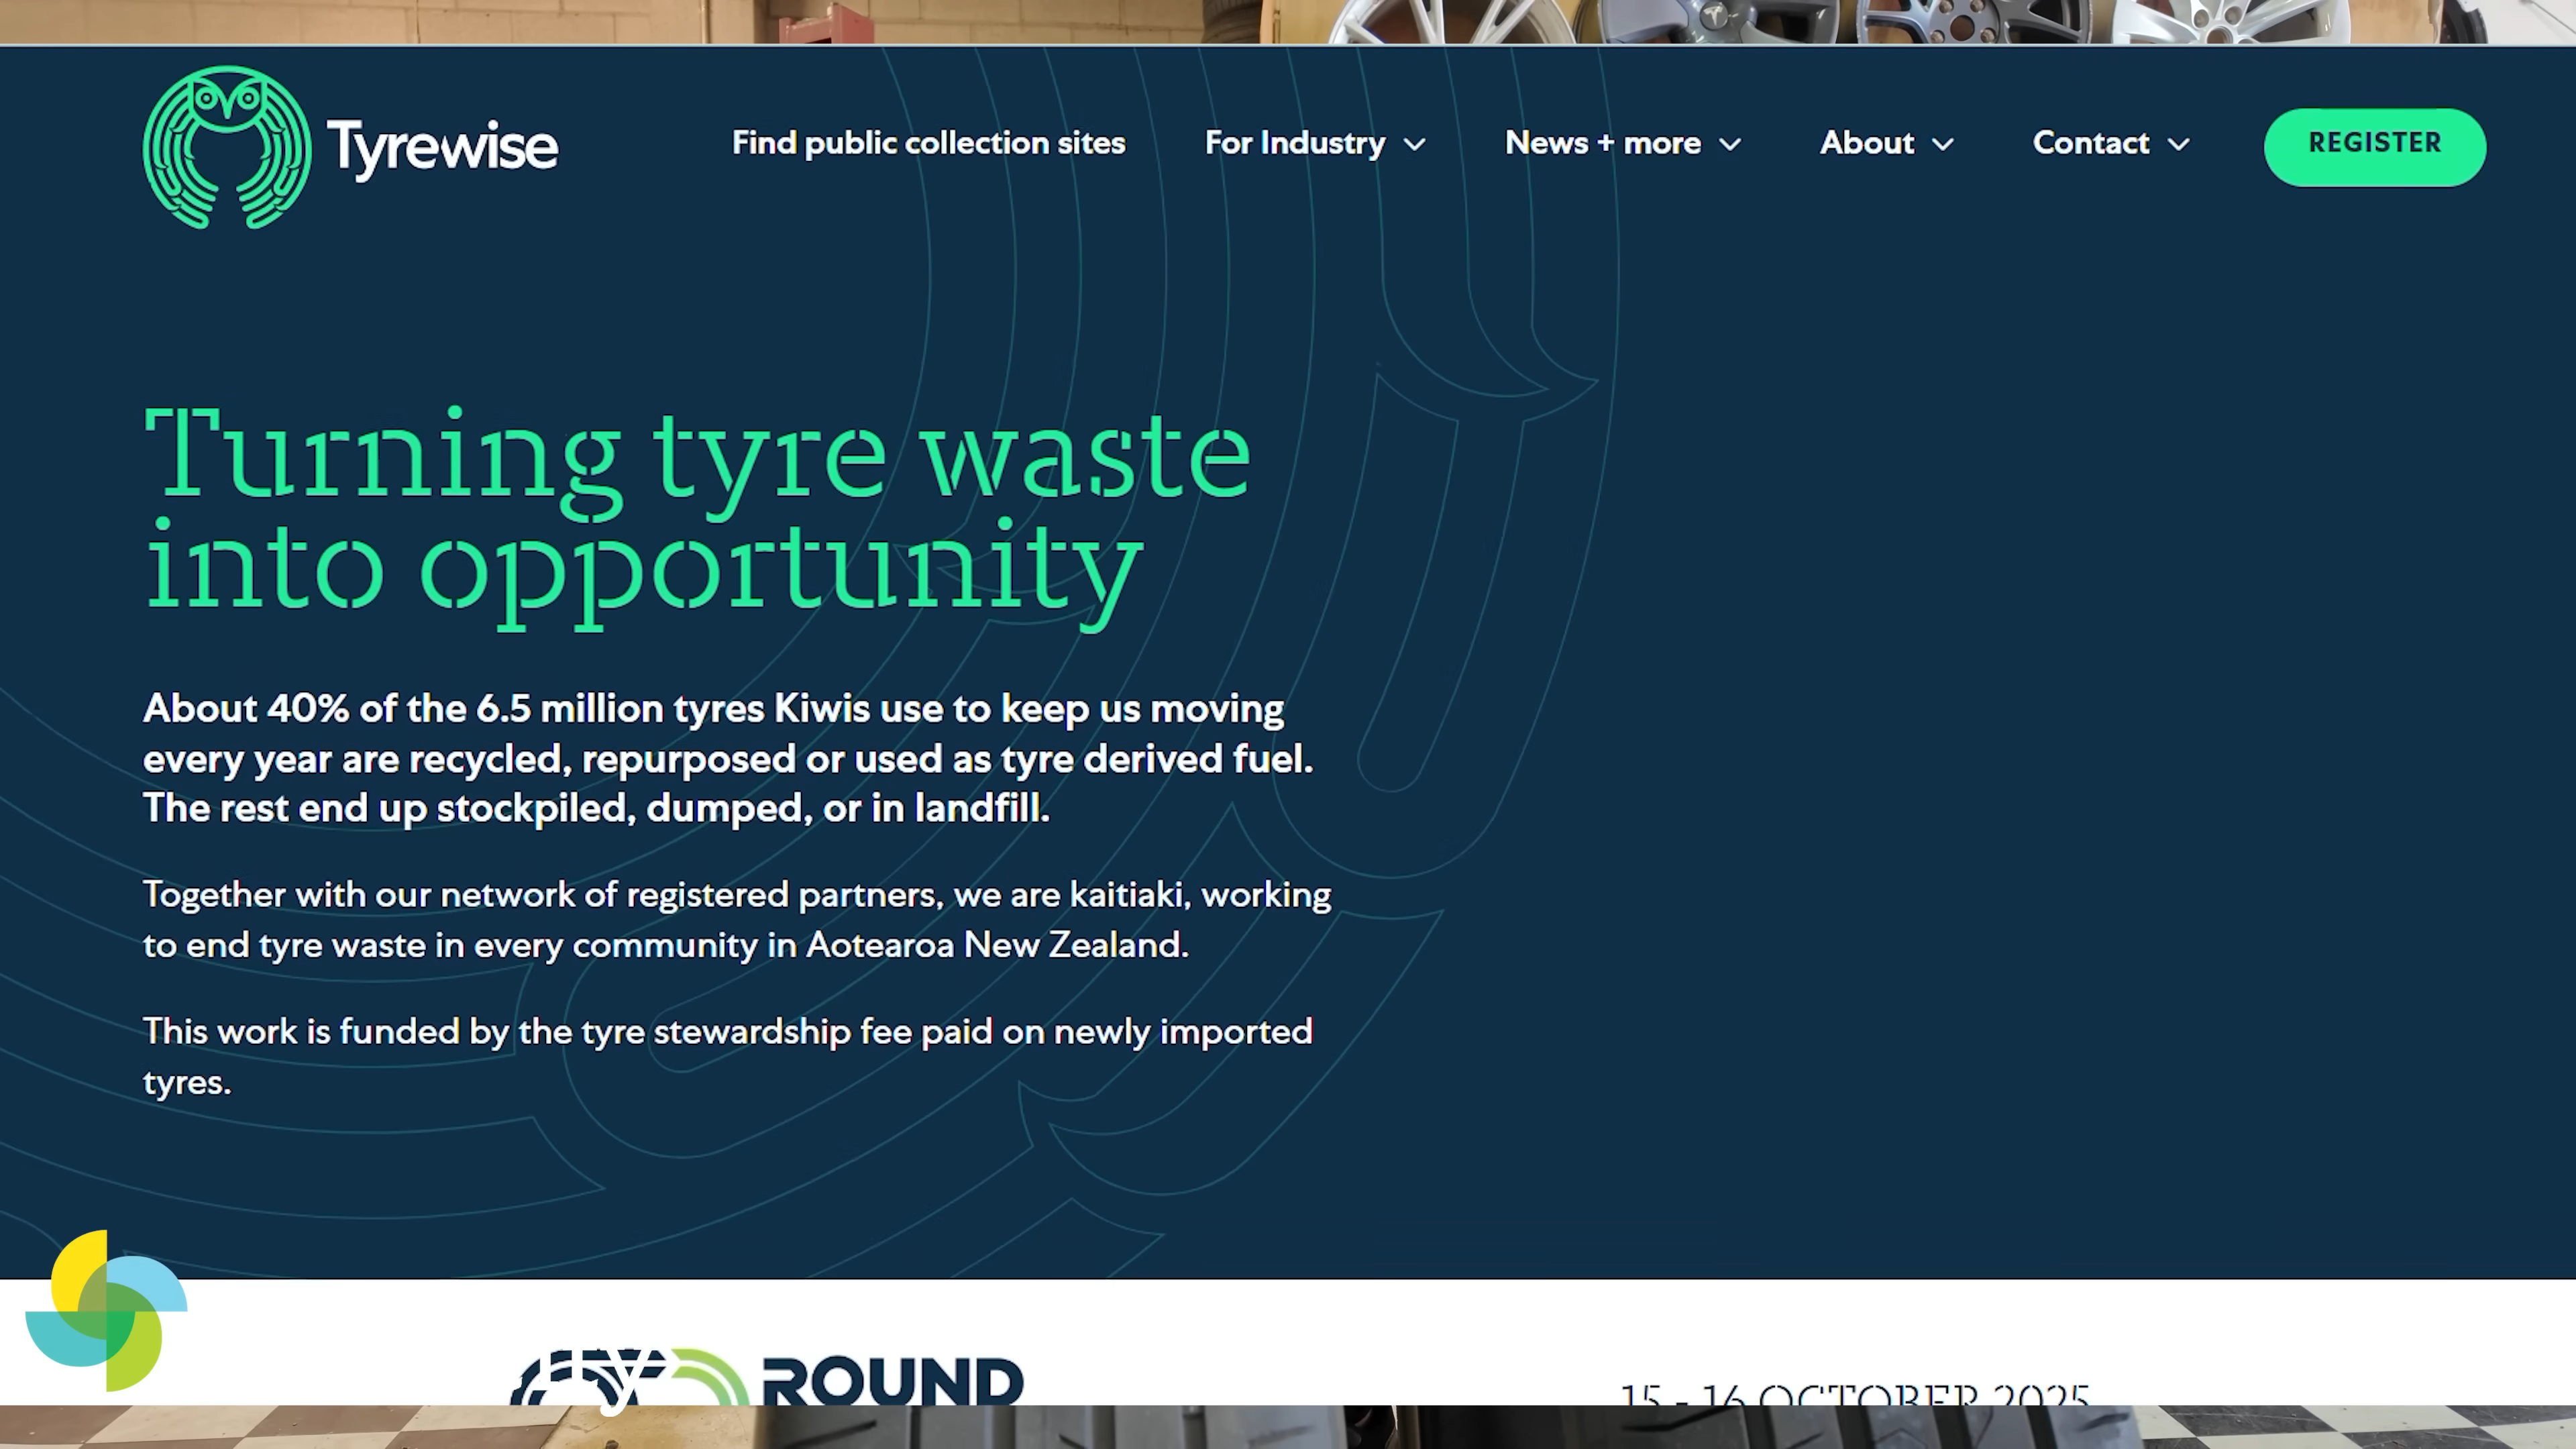 Tyrewise
Find public collection sites
For Industry
News + more
About
Contact
REGISTER
Turning tyre waste
into opportunity
About 40% of the 6.5 million tyres Kiwis use to keep us moving
every year are recycled, repurposed or used as tyre derived fuel.
The rest end up stockpiled, dumped, or in landfill.
Together with our network of registered partners, we are kaitiaki, working
to end tyre waste in every community in Aotearoa New Zealand.
This work is funded by the tyre stewardship fee paid on newly imported
tyres.
ROUND
15 - 16 OCTOBER 2025